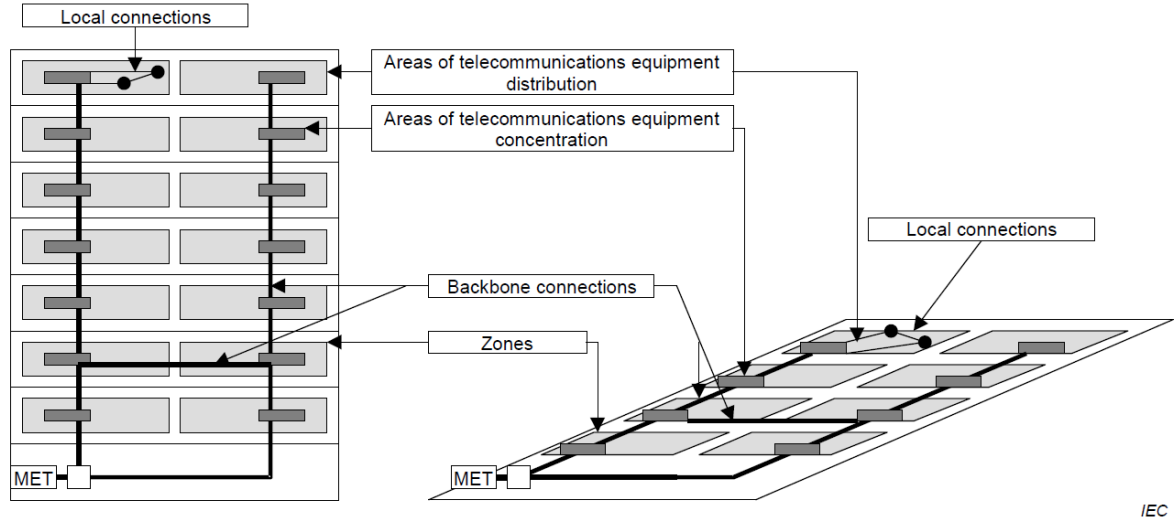 Local connections
Areas of telecommunications equipment
distribution
Areas of telecommunications equipment
concentration
Local connections
Backbone connections
Zones
MET
MET
IEC